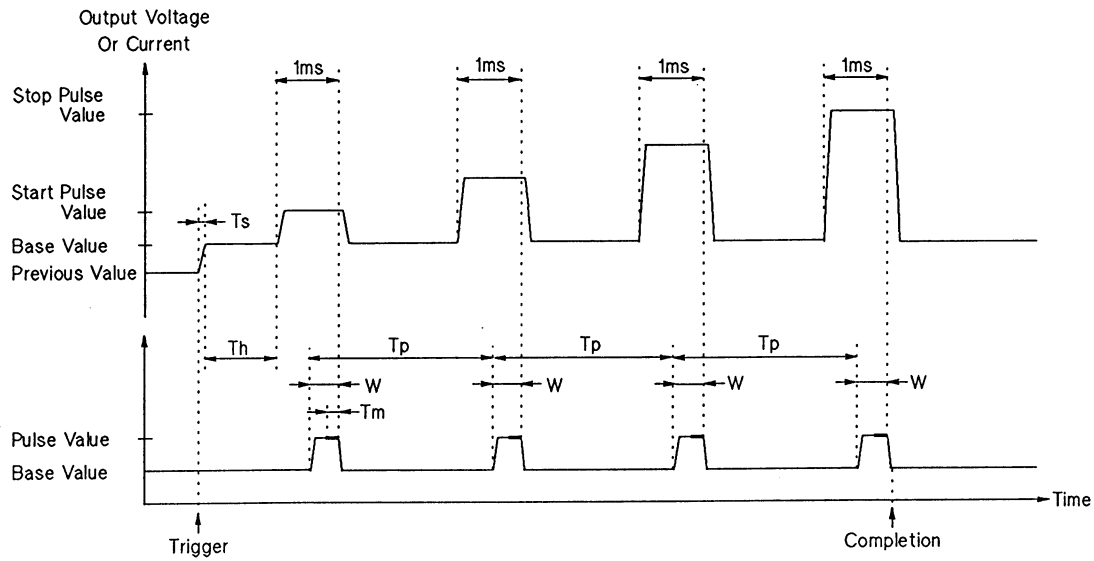 Output Voltage
Or Current
1ms
1ms
1ms
1ms
Stop Pulse
Value
Start Pulse
Value
Ts
Base Value
Previous Value
Th
Tp
Tp
Tp
W
W
W
W
Tm
Pulse Value
Base Value
Time
Trigger
Completion